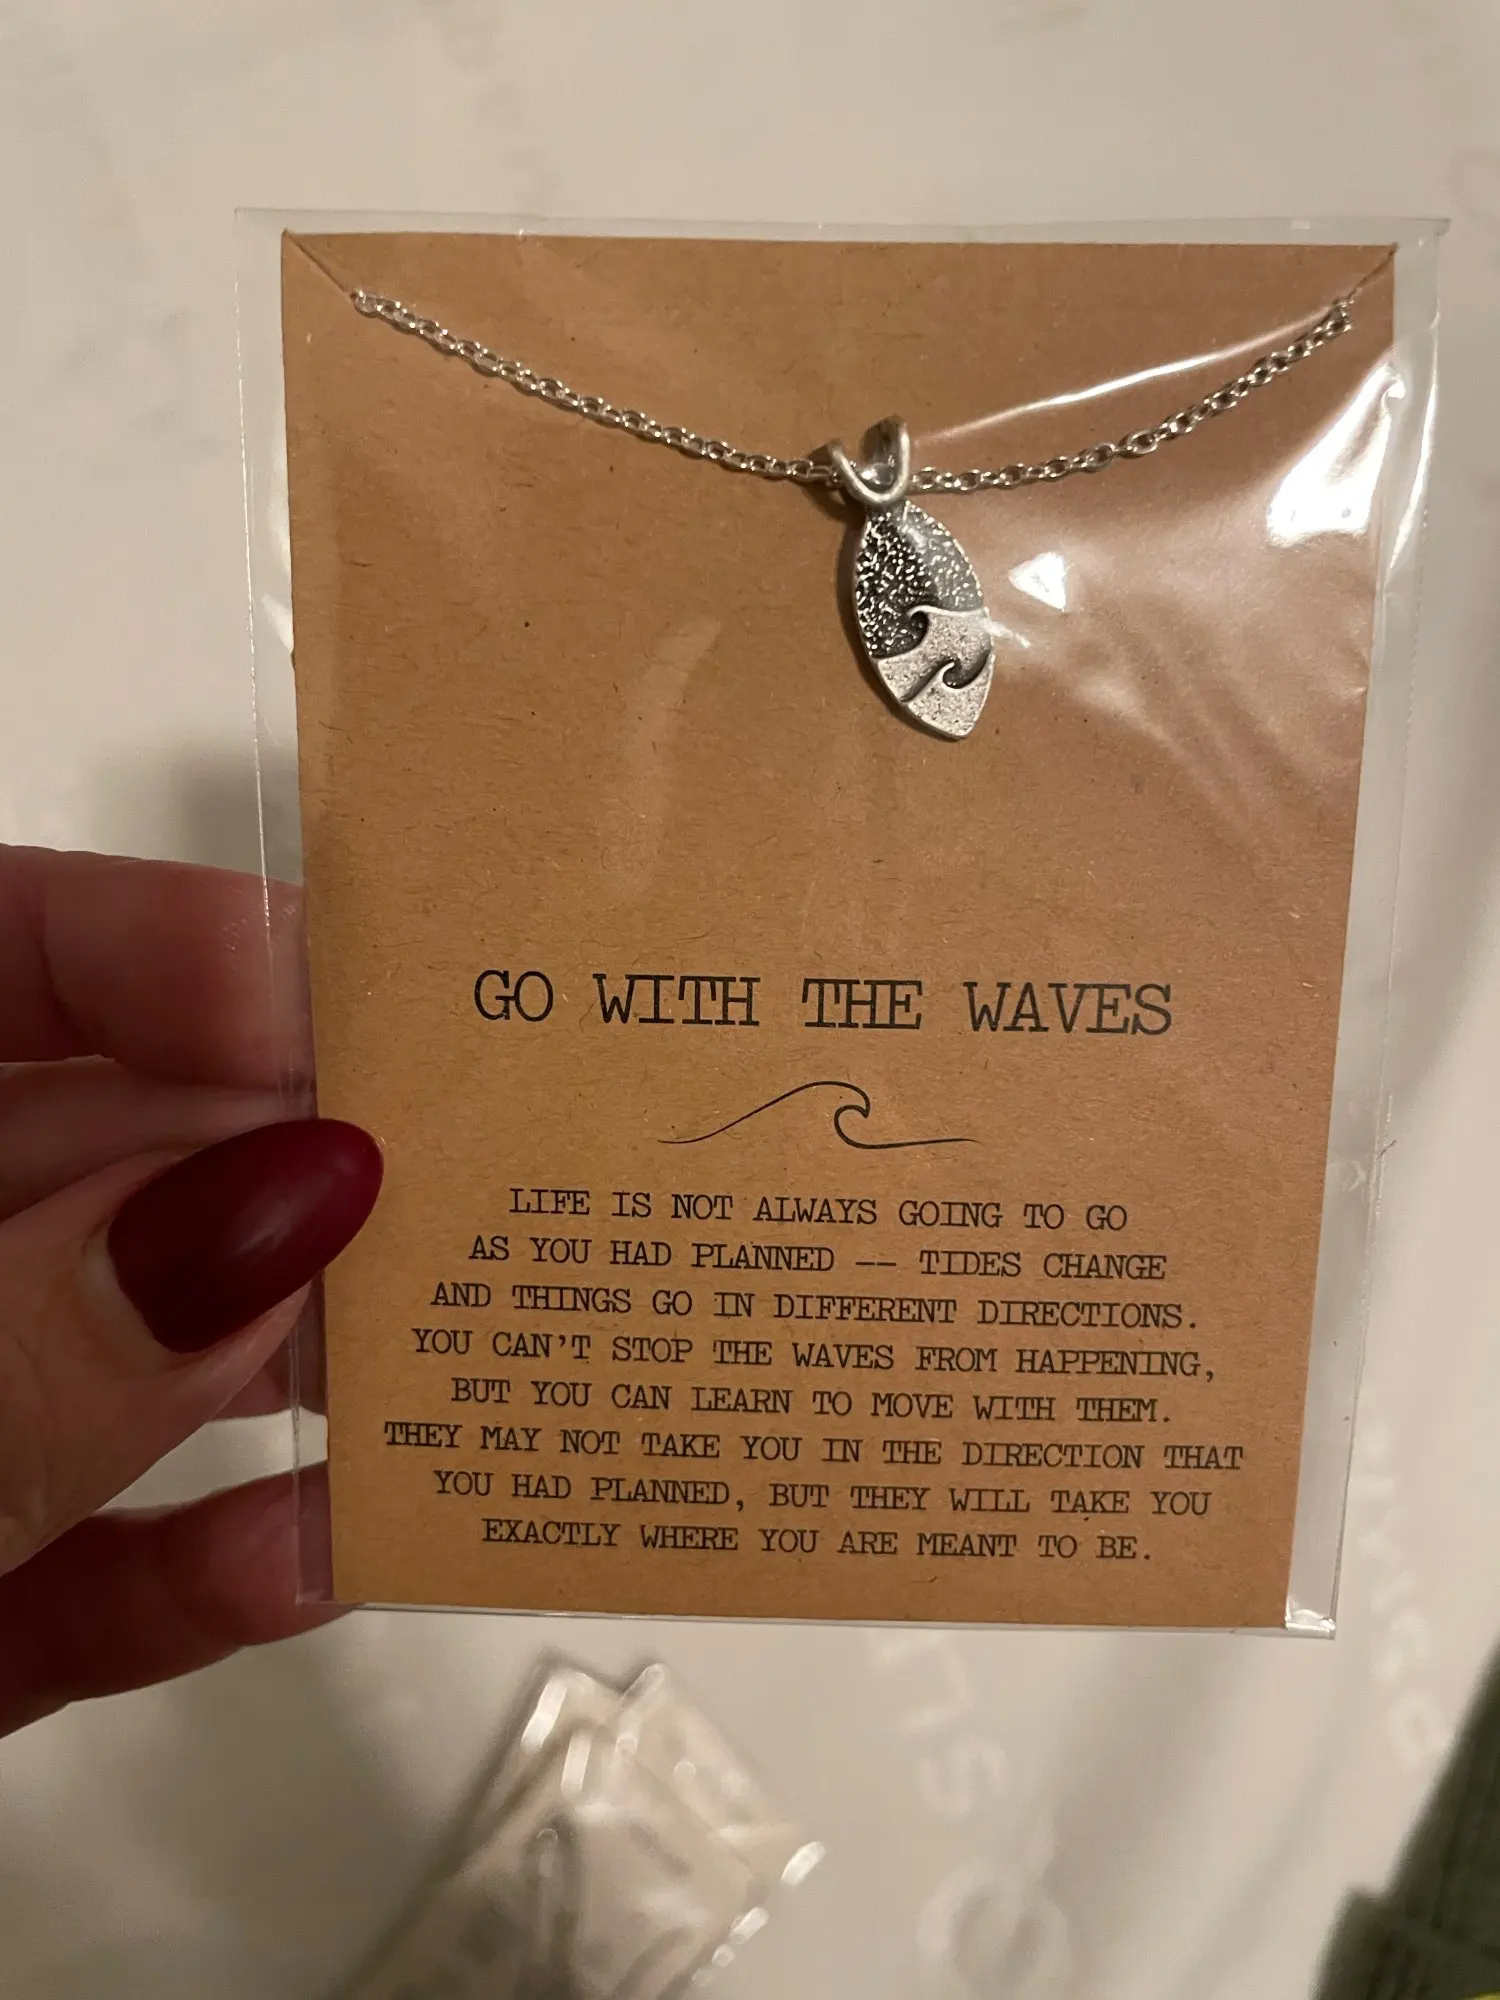 GO WITH THE WAVES
LIFE IS NOT ALWAYS GOING TO GO
AS YOU HAD PLANNED -- TIDES CHANGE
AND THINGS GO IN DIFFERENT DIRECTIONS.
YOU CAN'T STOP THE WAVES FROM HAPPENING,
BUT YOU CAN LEARN TO MOVE WITH THEM.
THEY MAY NOT TAKE YOU IN THE DIRECTION THAT
YOU HAD PLANNED, BUT THEY WILL TAKE YOU
EXACTLY WHERE YOU ARE MEANT TO BE.